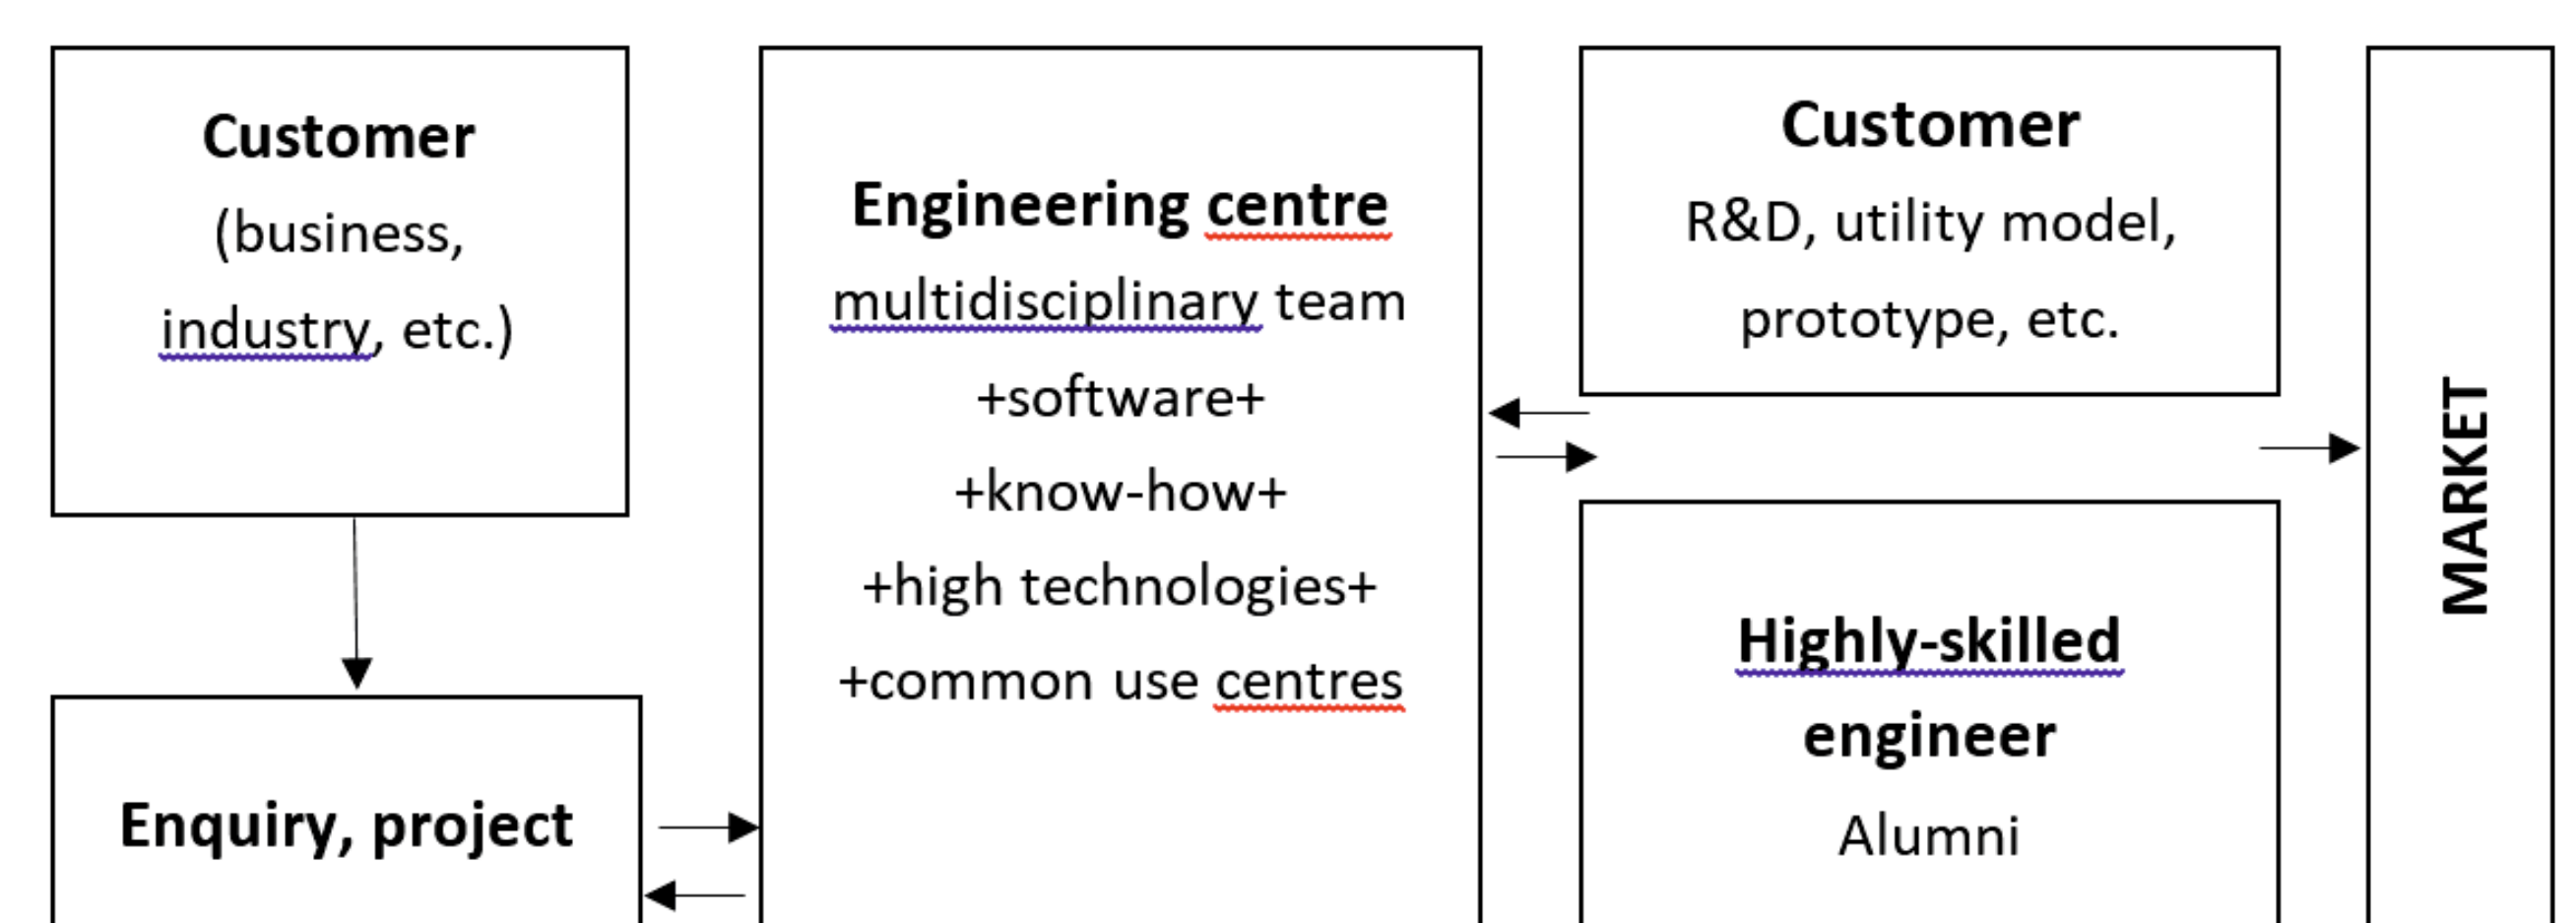 Customer
(business,
industry, etc.)
Enquiry, project
Engineering centre
multidisciplinary team
+software+
+know-how+
+high technologies+
+common use centres
Customer
R&D, utility model,
prototype, etc.
Highly-skilled
engineer
Alumni
MARKET